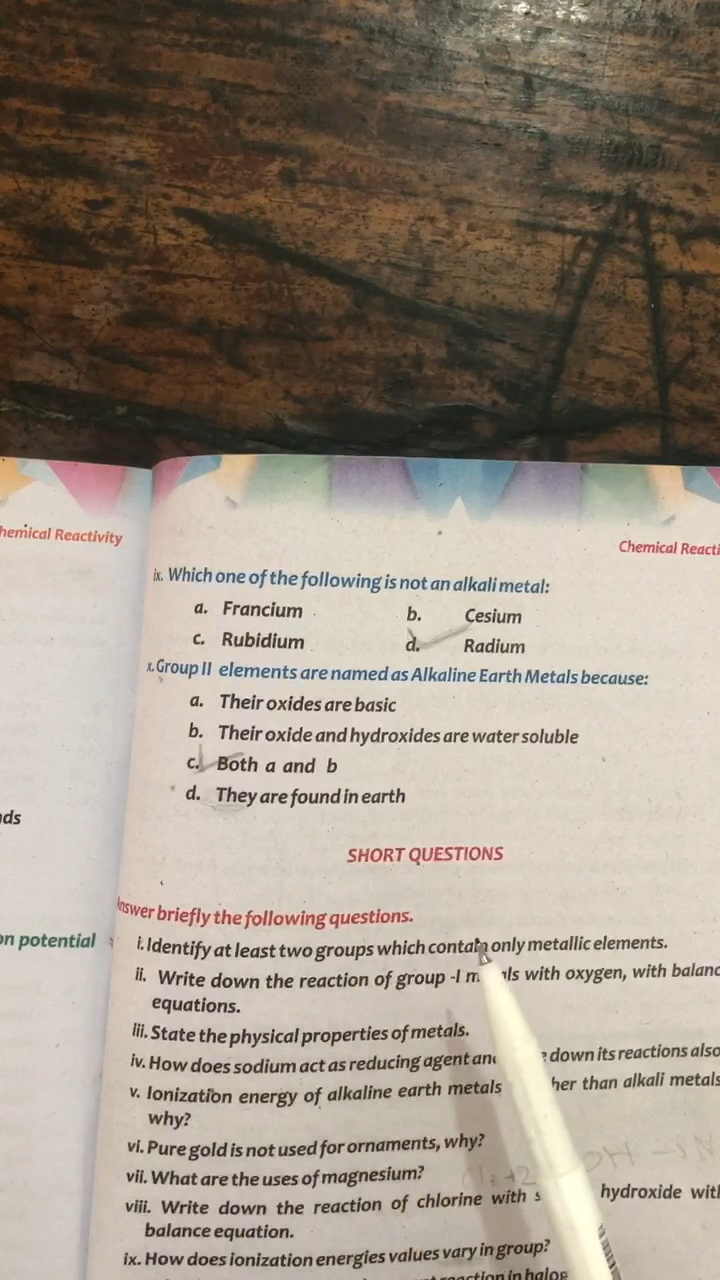 hemical Reactivity
Chemical Reacti
ix. Which one of the following is not an alkali metal:
a. Francium b. Cesium
c. Rubidium d. Radium
x. Group II elements are named as Alkaline Earth Metals because:
a. Their oxides are basic
b. Their oxide and hydroxides are water soluble
c. Both a and b
d. They are found in earth
ds
SHORT QUESTIONS
Answer briefly the following questions.
on potential
i. Identify at least two groups which contain only metallic elements.
ii. Write down the reaction of group -I m ls with oxygen, with balanc
equations.
iii. State the physical properties of metals.
iv. How does sodium act as reducing agent an down its reactions also
v. Ionization energy of alkaline earth metals her than alkali metals
why?
vi. Pure gold is not used for ornaments, why?
vii. What are the uses of magnesium?
viii. Write down the reaction of chlorine with s hydroxide with
balance equation.
ix. How does ionization energies values vary in group?